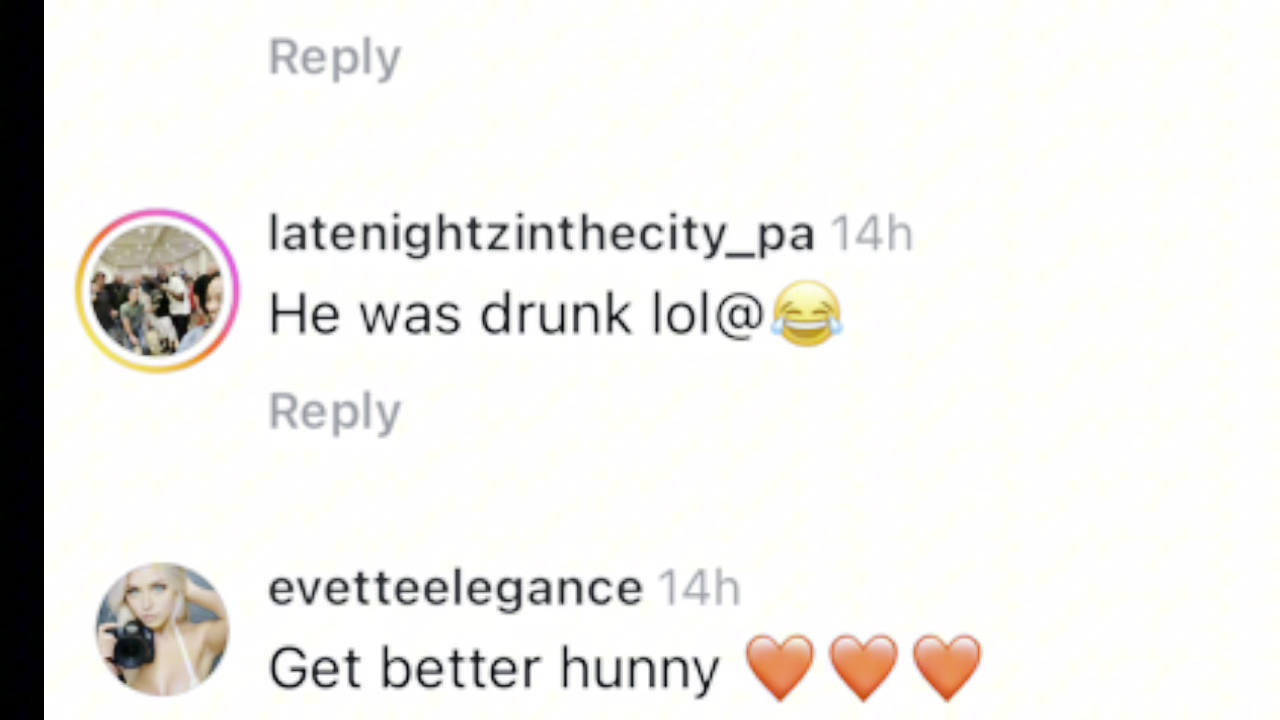 Reply
latenightzinthecity_pa 14h
He was drunk lol@😂
Reply
evetteelegance 14h
Get better hunny ❤️❤️❤️